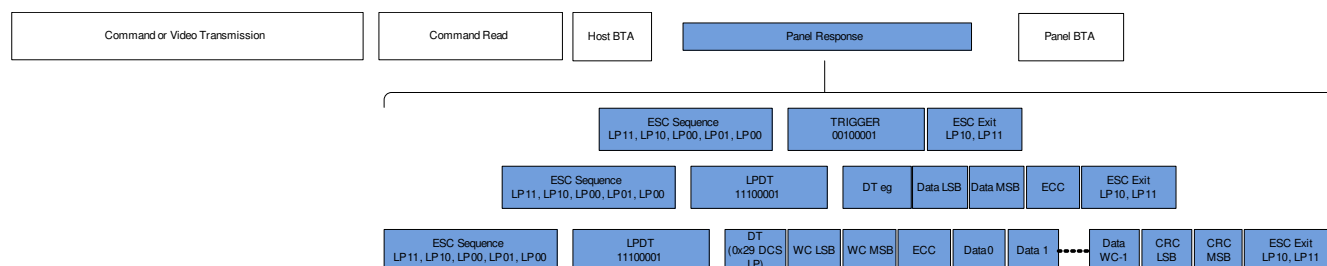 Command or Video Transmission
Command Read
Host BTA
Panel Response
Panel BTA
ESC Sequence
LP11, LP10, LP00, LP01, LP00
TRIGGER
00100001
ESC Exit
LP10, LP11
ESC Sequence
LP11, LP10, LP00, LP01, LP00
LPDT
11100001
DT eg
Data LSB
Data MSB
ECC
ESC Exit
LP10, LP11
ESC Sequence
LP11, LP10, LP00, LP01, LP00
LPDT
11100001
DT
(0x29 DCS
LP)
WC LSB
WC MSB
ECC
Data0
Data 1
Data
WC-1
CRC
LSB
CRC
MSB
ESC Exit
LP10, LP11